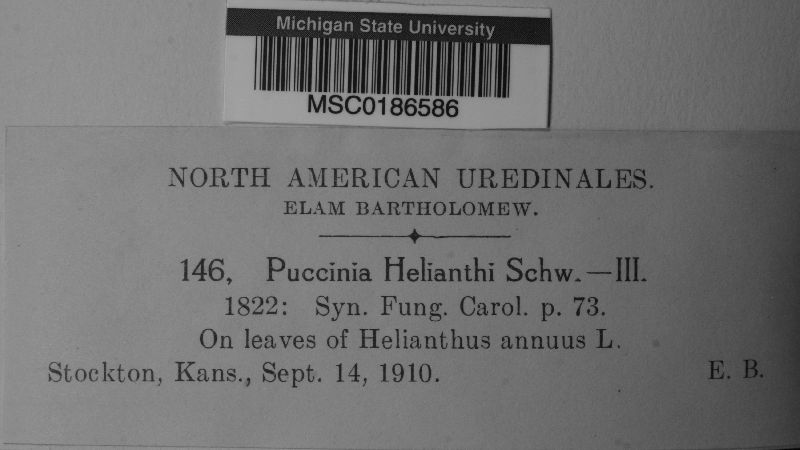 Michigan State University
MSC0186586
NORTH AMERICAN UREDINALES.
ELAM BARTHOLOMEW.
146, Puccinia Helianthi Schw.—III.
1822: Syn. Fung. Carol. p. 73.
On leaves of Helianthus annuus L.
Stockton, Kans., Sept. 14, 1910. E. B.